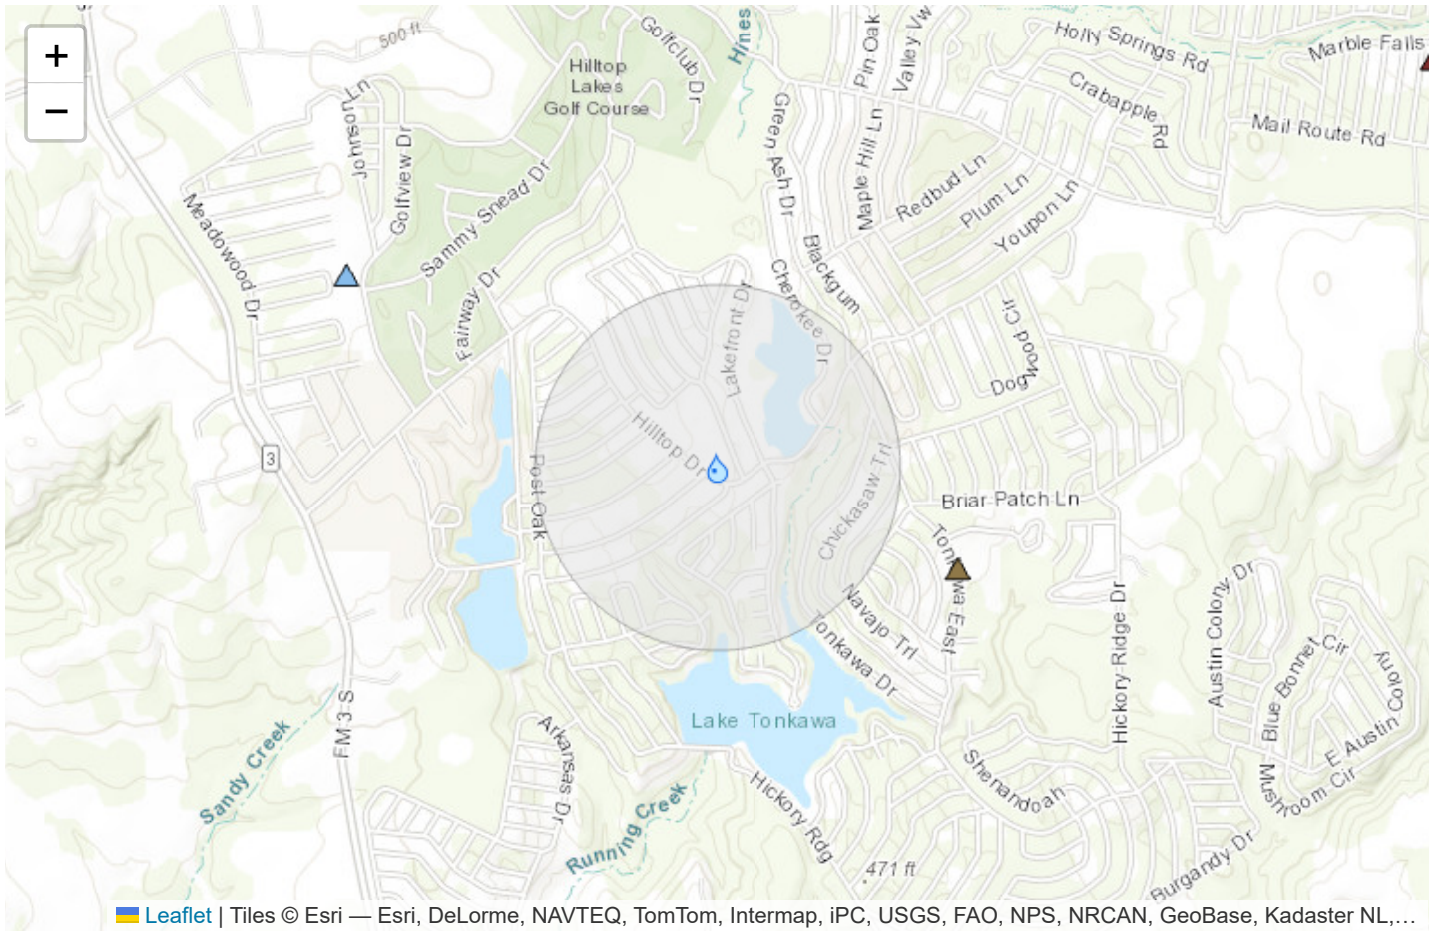 +
−
500 ft
Johnson Ln
Golfview Dr
Meadowood Dr
Sammy Snead Dr
Fairway Dr
Hilltop
Lakes
Golf Course
Golfclub Dr
Hines
Pin Oak
Valley Vw
Holly Springs Rd
Marble Falls
Crabapple Rd
Mail Route Rd
Green Ash Dr
Maple Hill Ln
Redbud Ln
Plum Ln
Youpon Ln
Blackgum
Cherokee Dr
Lakefront Dr
Dogwood Cir
Hilltop Dr
Post Oak
3
Chickasaw Trl
Briar Patch Ln
Tonkawa East
Navajo Trl
Tonkawa Dr
Hickory Ridge Dr
Austin Colony Dr
Blue Bonnet Cir
Austin Colony
E Austin
Mushroom Cir
Lake Tonkawa
FM 3 S
Sandy Creek
Arkansas Dr
Running Creek
Hickory Rdg
Shenandoah
471 ft
Burgandy Dr
Leaflet | Tiles © Esri — Esri, DeLorme, NAVTEQ, TomTom, Intermap, iPC, USGS, FAO, NPS, NRCAN, GeoBase, Kadaster NL,…